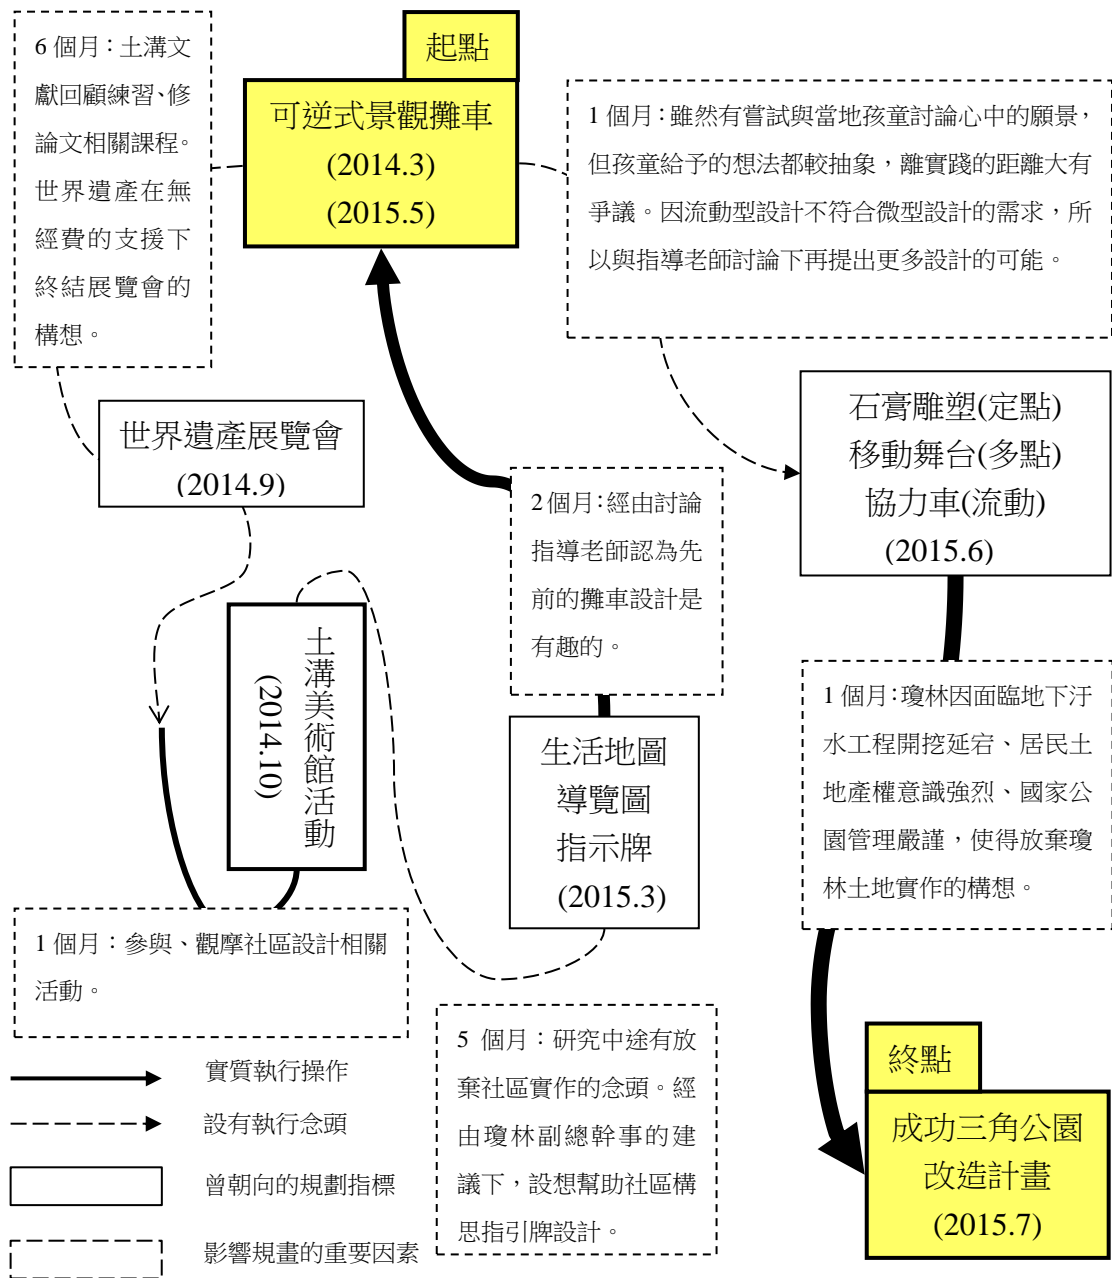 起點
可逆式景觀攤車
(2014.3)
(2015.5)
6 個月：土溝文
獻回顧練習、修
論文相關課程。
世界遺產在無
經費的支援下
終結展覽會的
構想。
1 個月：雖然有嘗試與當地孩童討論心中的願景，
但孩童給予的想法都較抽象，離實踐的距離大有
爭議。因流動型設計不符合微型設計的需求，所
以與指導老師討論下再提出更多設計的可能。
世界遺產展覽會
(2014.9)
石膏雕塑(定點)
移動舞台(多點)
協力車(流動)
(2015.6)
2 個月：經由討論
指導老師認為先
前的攤車設計是
有趣的。
土溝美術館活動
(2014.10)
生活地圖
導覽圖
指示牌
(2015.3)
1 個月：瓊林因面臨地下汙
水工程開挖延宕、居民土
地產權意識強烈、國家公
園管理嚴謹，使得放棄瓊
林土地實作的構想。
1 個月：參與、觀摩社區設計相關
活動。
5 個月：研究中途有放
棄社區實作的念頭。經
由瓊林副總幹事的建
議下，設想幫助社區構
思指引牌設計。
終點
成功三角公園
改造計畫
(2015.7)
實質執行操作
設有執行念頭
曾朝向的規劃指標
影響規畫的重要因素